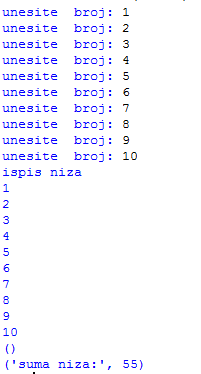 unesite  broj: 1
unesite  broj: 2
unesite  broj: 3
unesite  broj: 4
unesite  broj: 5
unesite  broj: 6
unesite  broj: 7
unesite  broj: 8
unesite  broj: 9
unesite  broj: 10
ispis niza
1
2
3
4
5
6
7
8
9
10
()
('suma niza:', 55)